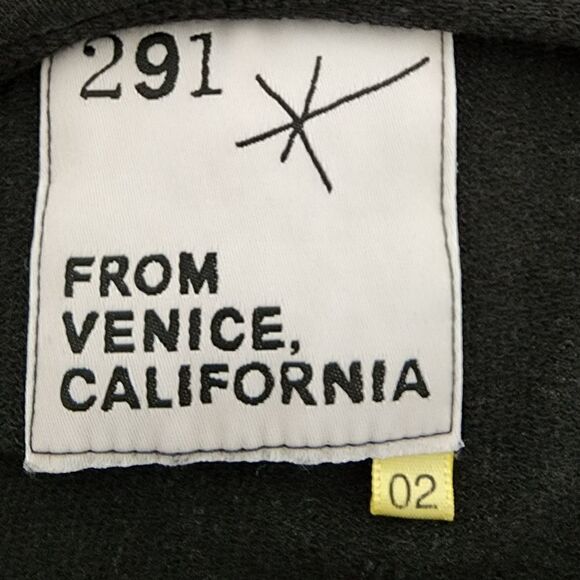 291
FROM
VENICE,
CALIFORNIA
02